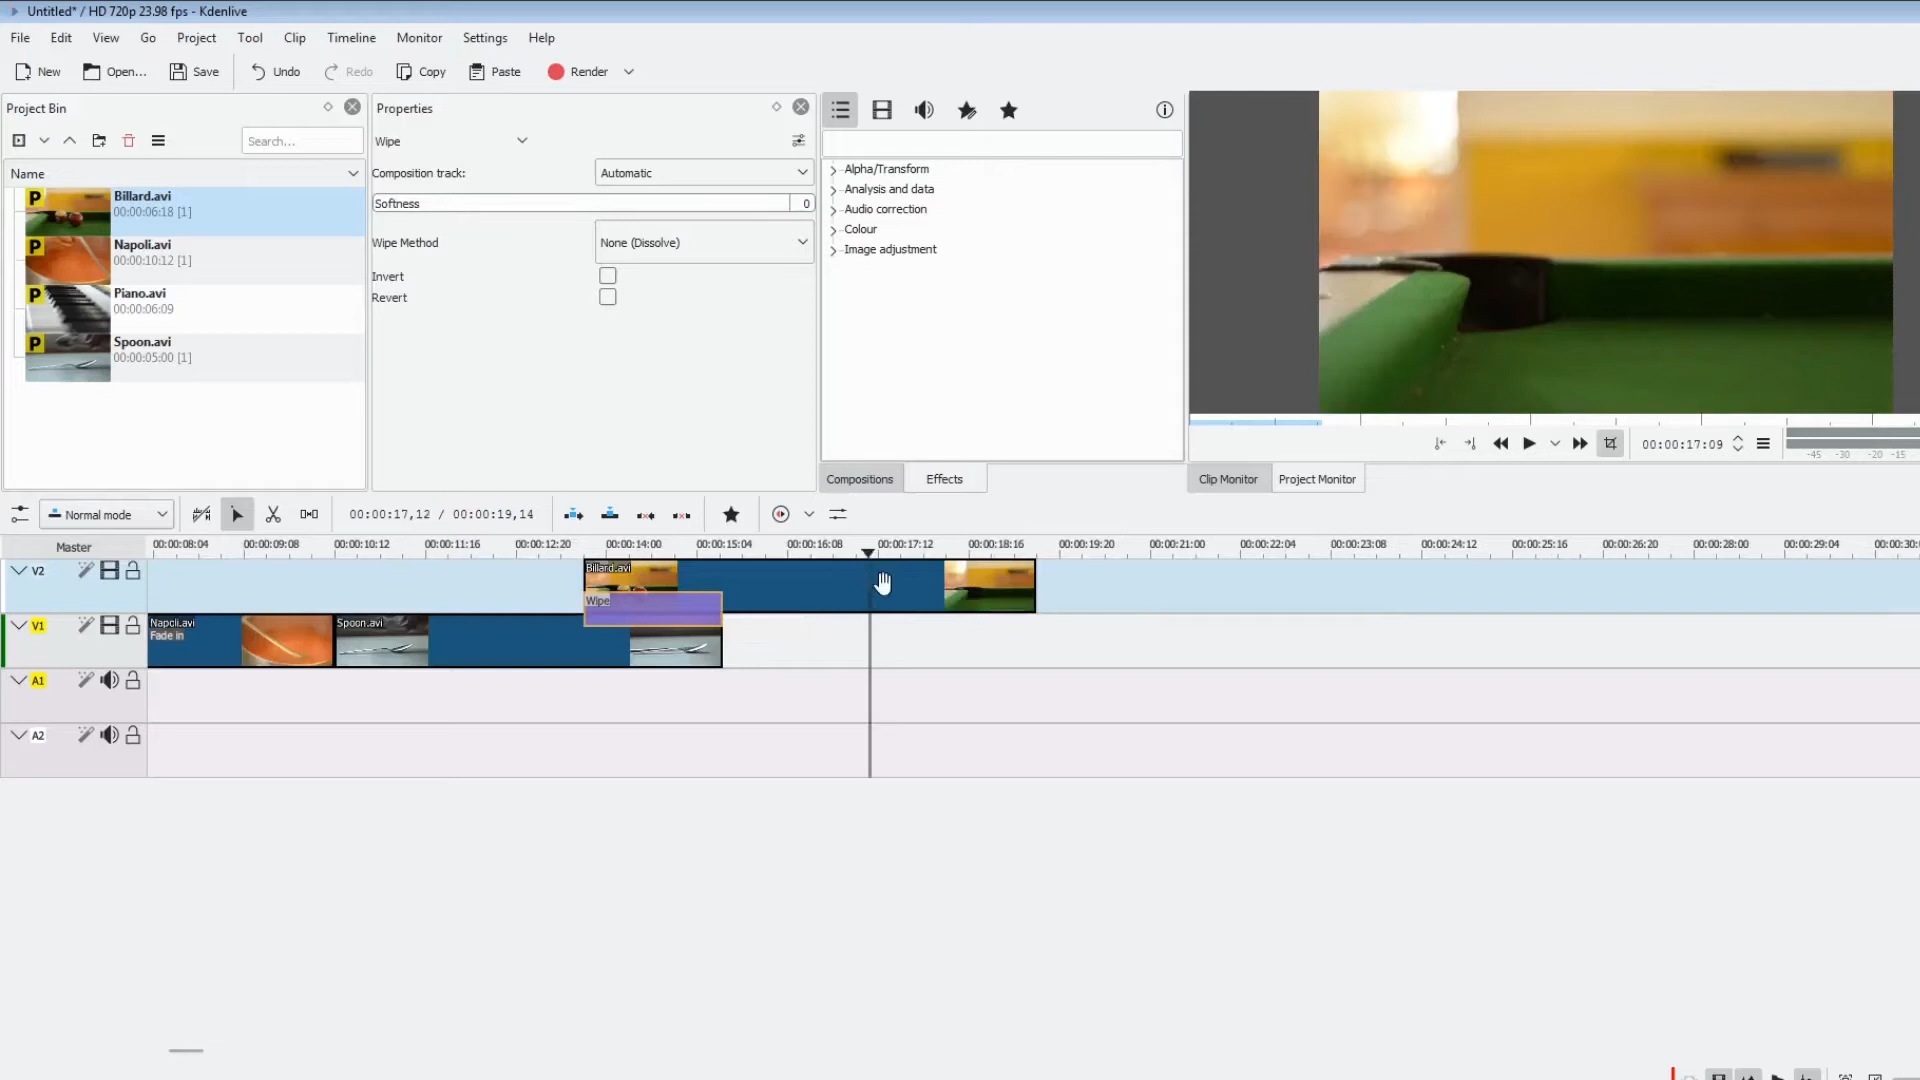 Untitled* / HD 720p 23.98 fps - Kdenlive
File Edit View Go Project Tool Clip Timeline Monitor Settings Help
New Open... Save Undo Redo Copy Paste Render
Project Bin
Search...
Name
Billard.avi
00:00:06:18 [1]
Napoli.avi
00:00:10:12 [1]
Piano.avi
00:00:06:09
Spoon.avi
00:00:05:00 [1]
Properties
Wipe
Composition track: Automatic
Softness 0
Wipe Method None (Dissolve)
Invert
Revert
Alpha/Transform
Analysis and data
Audio correction
Colour
Image adjustment
Compositions Effects
00:00:17:09
-45 -30 -20 -15
Clip Monitor Project Monitor
Normal mode 00:00:17,12 / 00:00:19,14
Master 00:00:08:04 00:00:09:08 00:00:10:12 00:00:11:16 00:00:12:20 00:00:14:00 00:00:15:04 00:00:16:08 00:00:17:12 00:00:18:16 00:00:19:20 00:00:21:00 00:00:22:04 00:00:23:08 00:00:24:12 00:00:25:16 00:00:26:20 00:00:28:00 00:00:29:04 00:00:30:
V2 Billard.avi
Wipe
V1 Napoli.avi Spoon.avi
Fade in
A1
A2